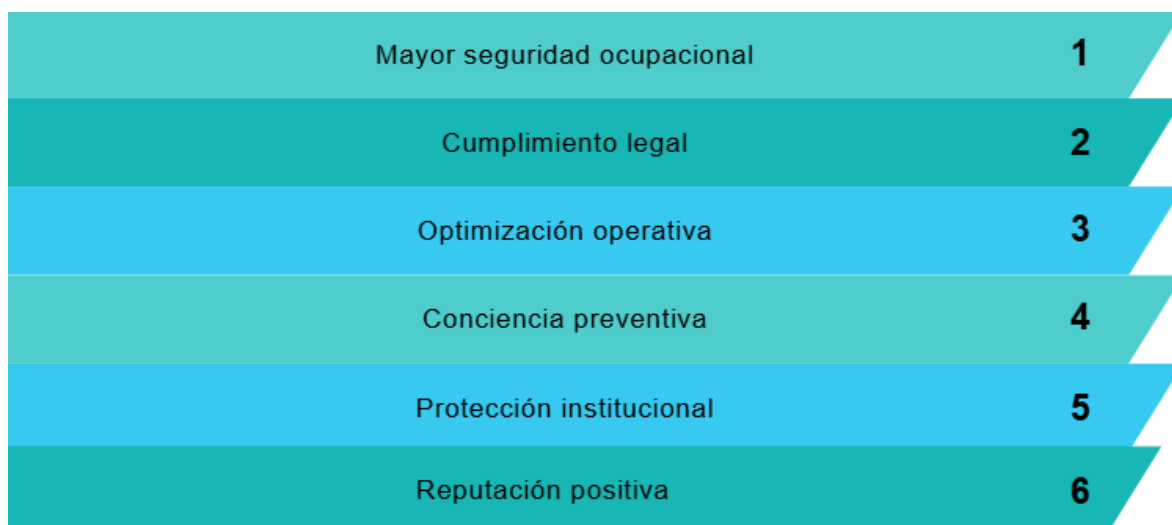 Mayor seguridad ocupacional 1
Cumplimiento legal 2
Optimización operativa 3
Conciencia preventiva 4
Protección institucional 5
Reputación positiva 6